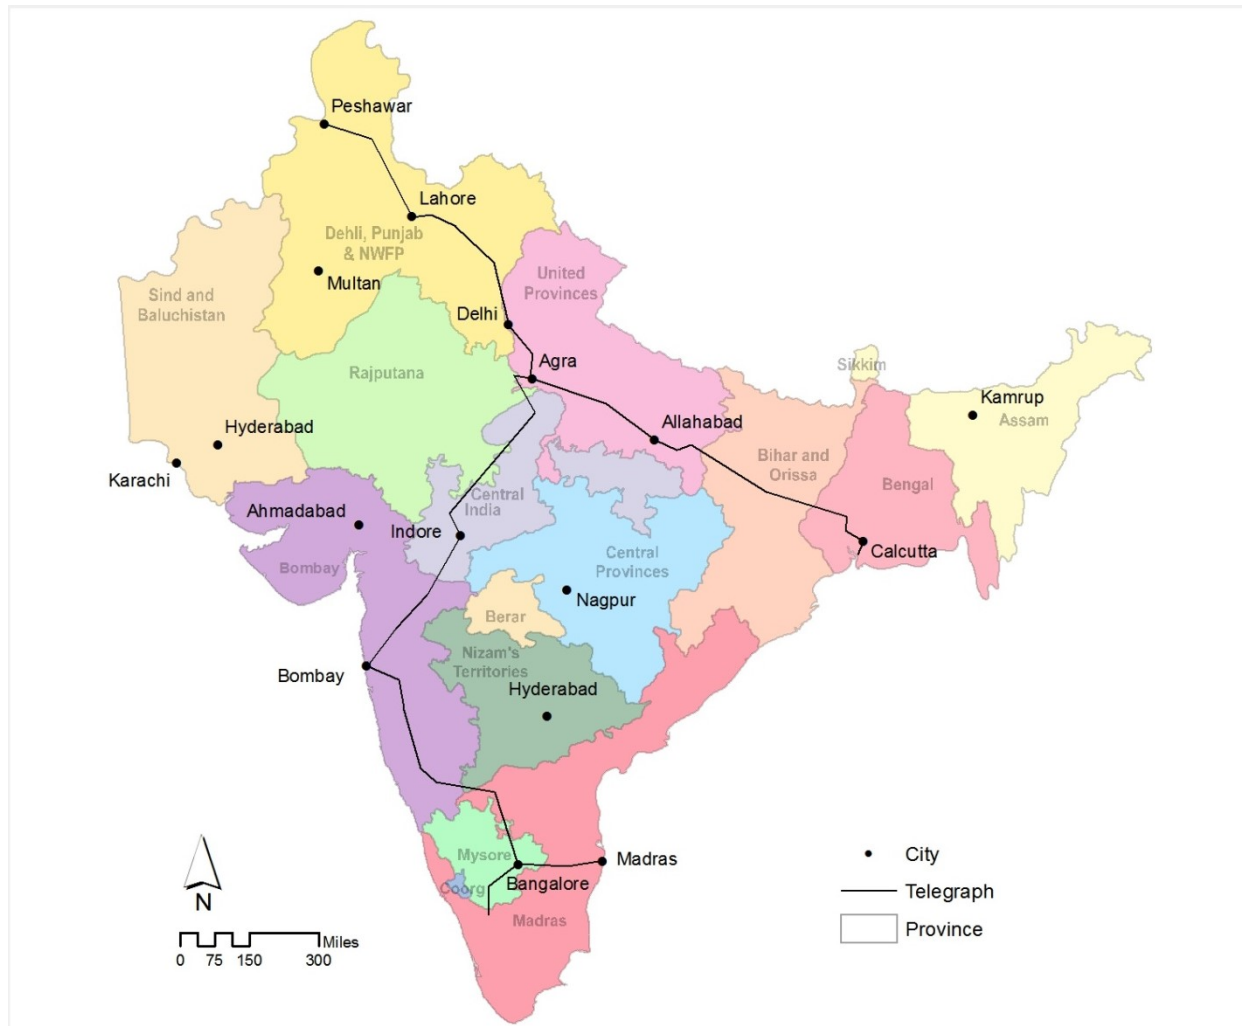 Peshawar
Lahore
Dehli, Punjab
& NWFP
Multan
United
Provinces
Sind and
Baluchistan
Delhi
Agra
Rajputana
Sikkim
Kamrup
Assam
Hyderabad
Allahabad
Karachi
Bihar and
Orissa
Bengal
Ahmadabad
Central
India
Indore
Calcutta
Bombay
Central
Provinces
Nagpur
Berar
Nizam's
Territories
Bombay
Hyderabad
Mysore
Madras
Bangalore
Coorg
Madras
N
Miles
0 75 150 300
City
Telegraph
Province